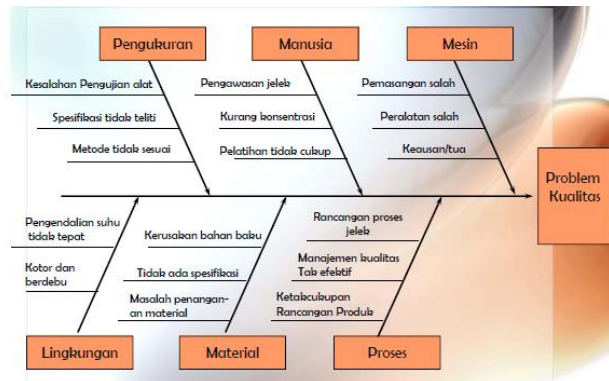 Pengukuran
Manusia
Mesin
Kesalahan Pengujian alat
Spesifikasi tidak teliti
Metode tidak sesuai
Pengawasan jelek
Kurang konsentrasi
Pelatihan tidak cukup
Pemasangan salah
Peralatan salah
Keausan/tua
Problem
Kualitas
Pengendalian suhu
tidak tepat
Kotor dan
berdebu
Kerusakan bahan baku
Tidak ada spesifikasi
Masalah penangan-
an material
Rancangan proses
jelek
Manajemen kualitas
Tak efektif
Ketakcukupan
Rancangan Produk
Lingkungan
Material
Proses